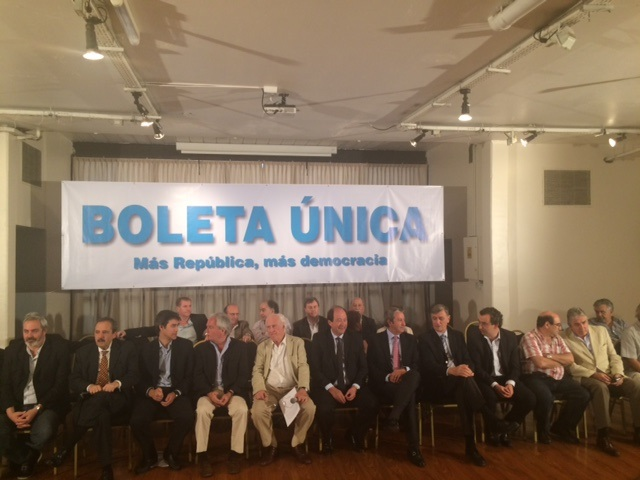 BOLETA ÚNICA
Más República, más democracia